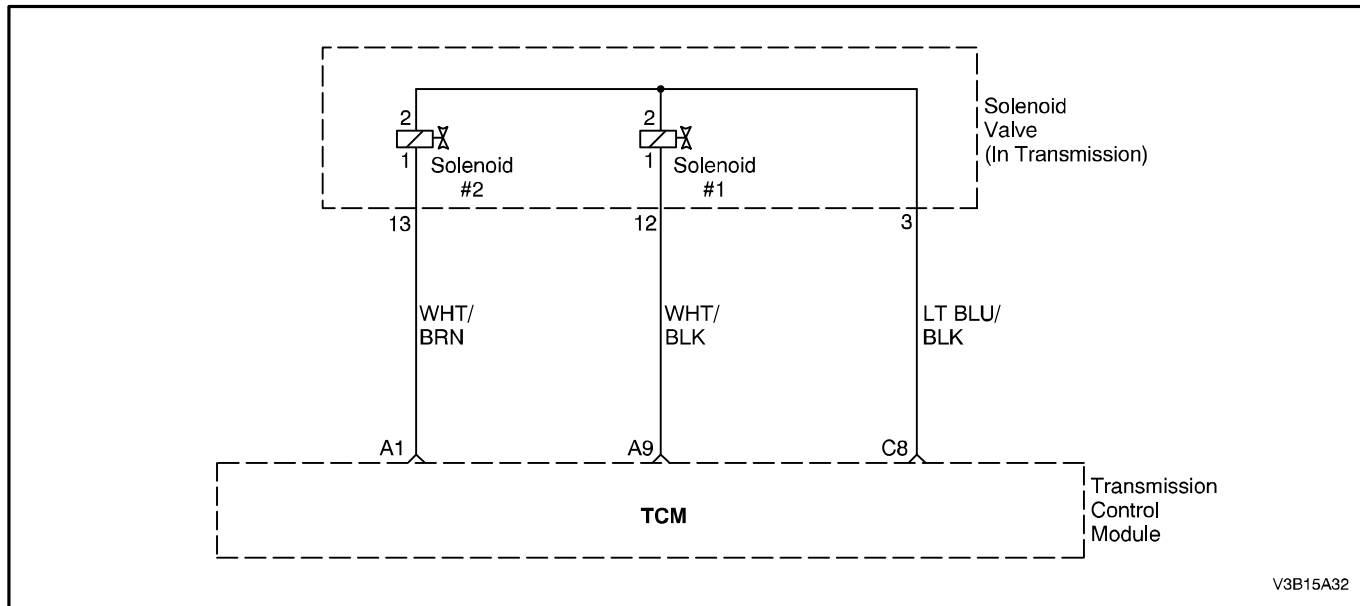 2
2
Solenoid
Valve
(In Transmission)
1
Solenoid
#2
1
Solenoid
#1
13
12
3
WHT/
BRN
WHT/
BLK
LT BLU/
BLK
A1
A9
C8
TCM
Transmission
Control
Module
V3B15A32